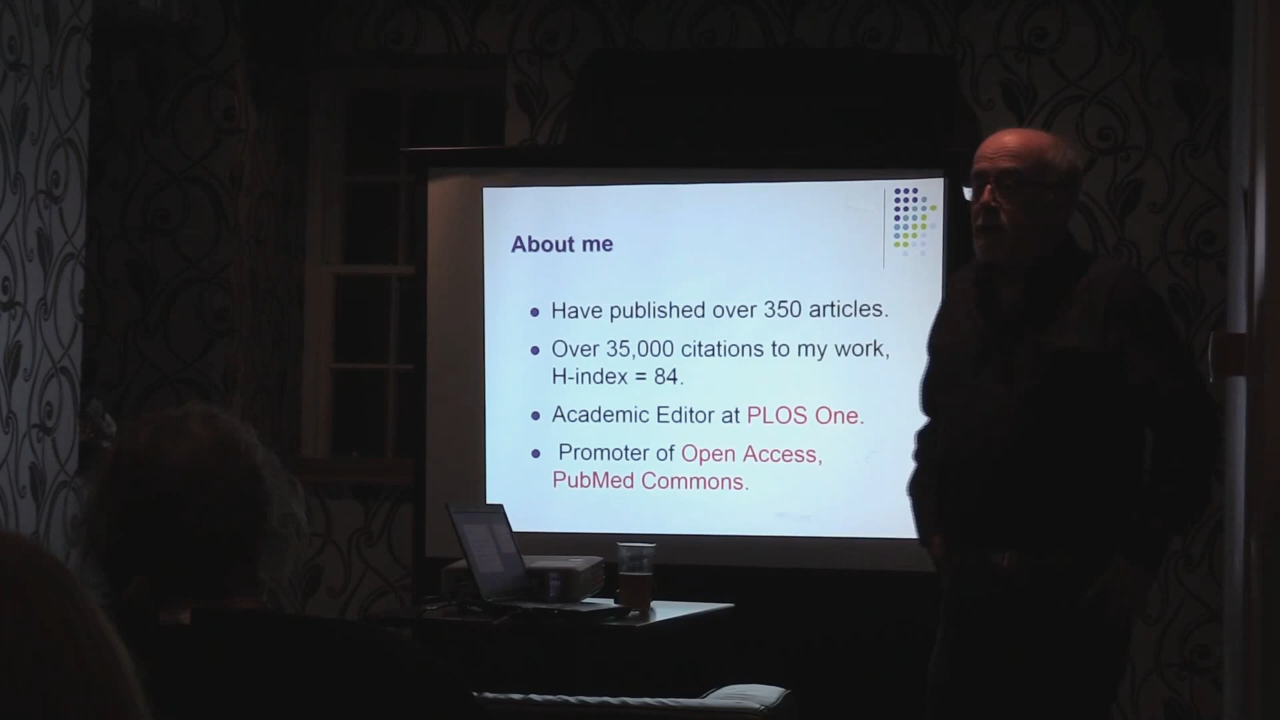 About me
Have published over 350 articles.
Over 35,000 citations to my work,
H-index = 84.
Academic Editor at PLOS One.
Promoter of Open Access,
PubMed Commons.